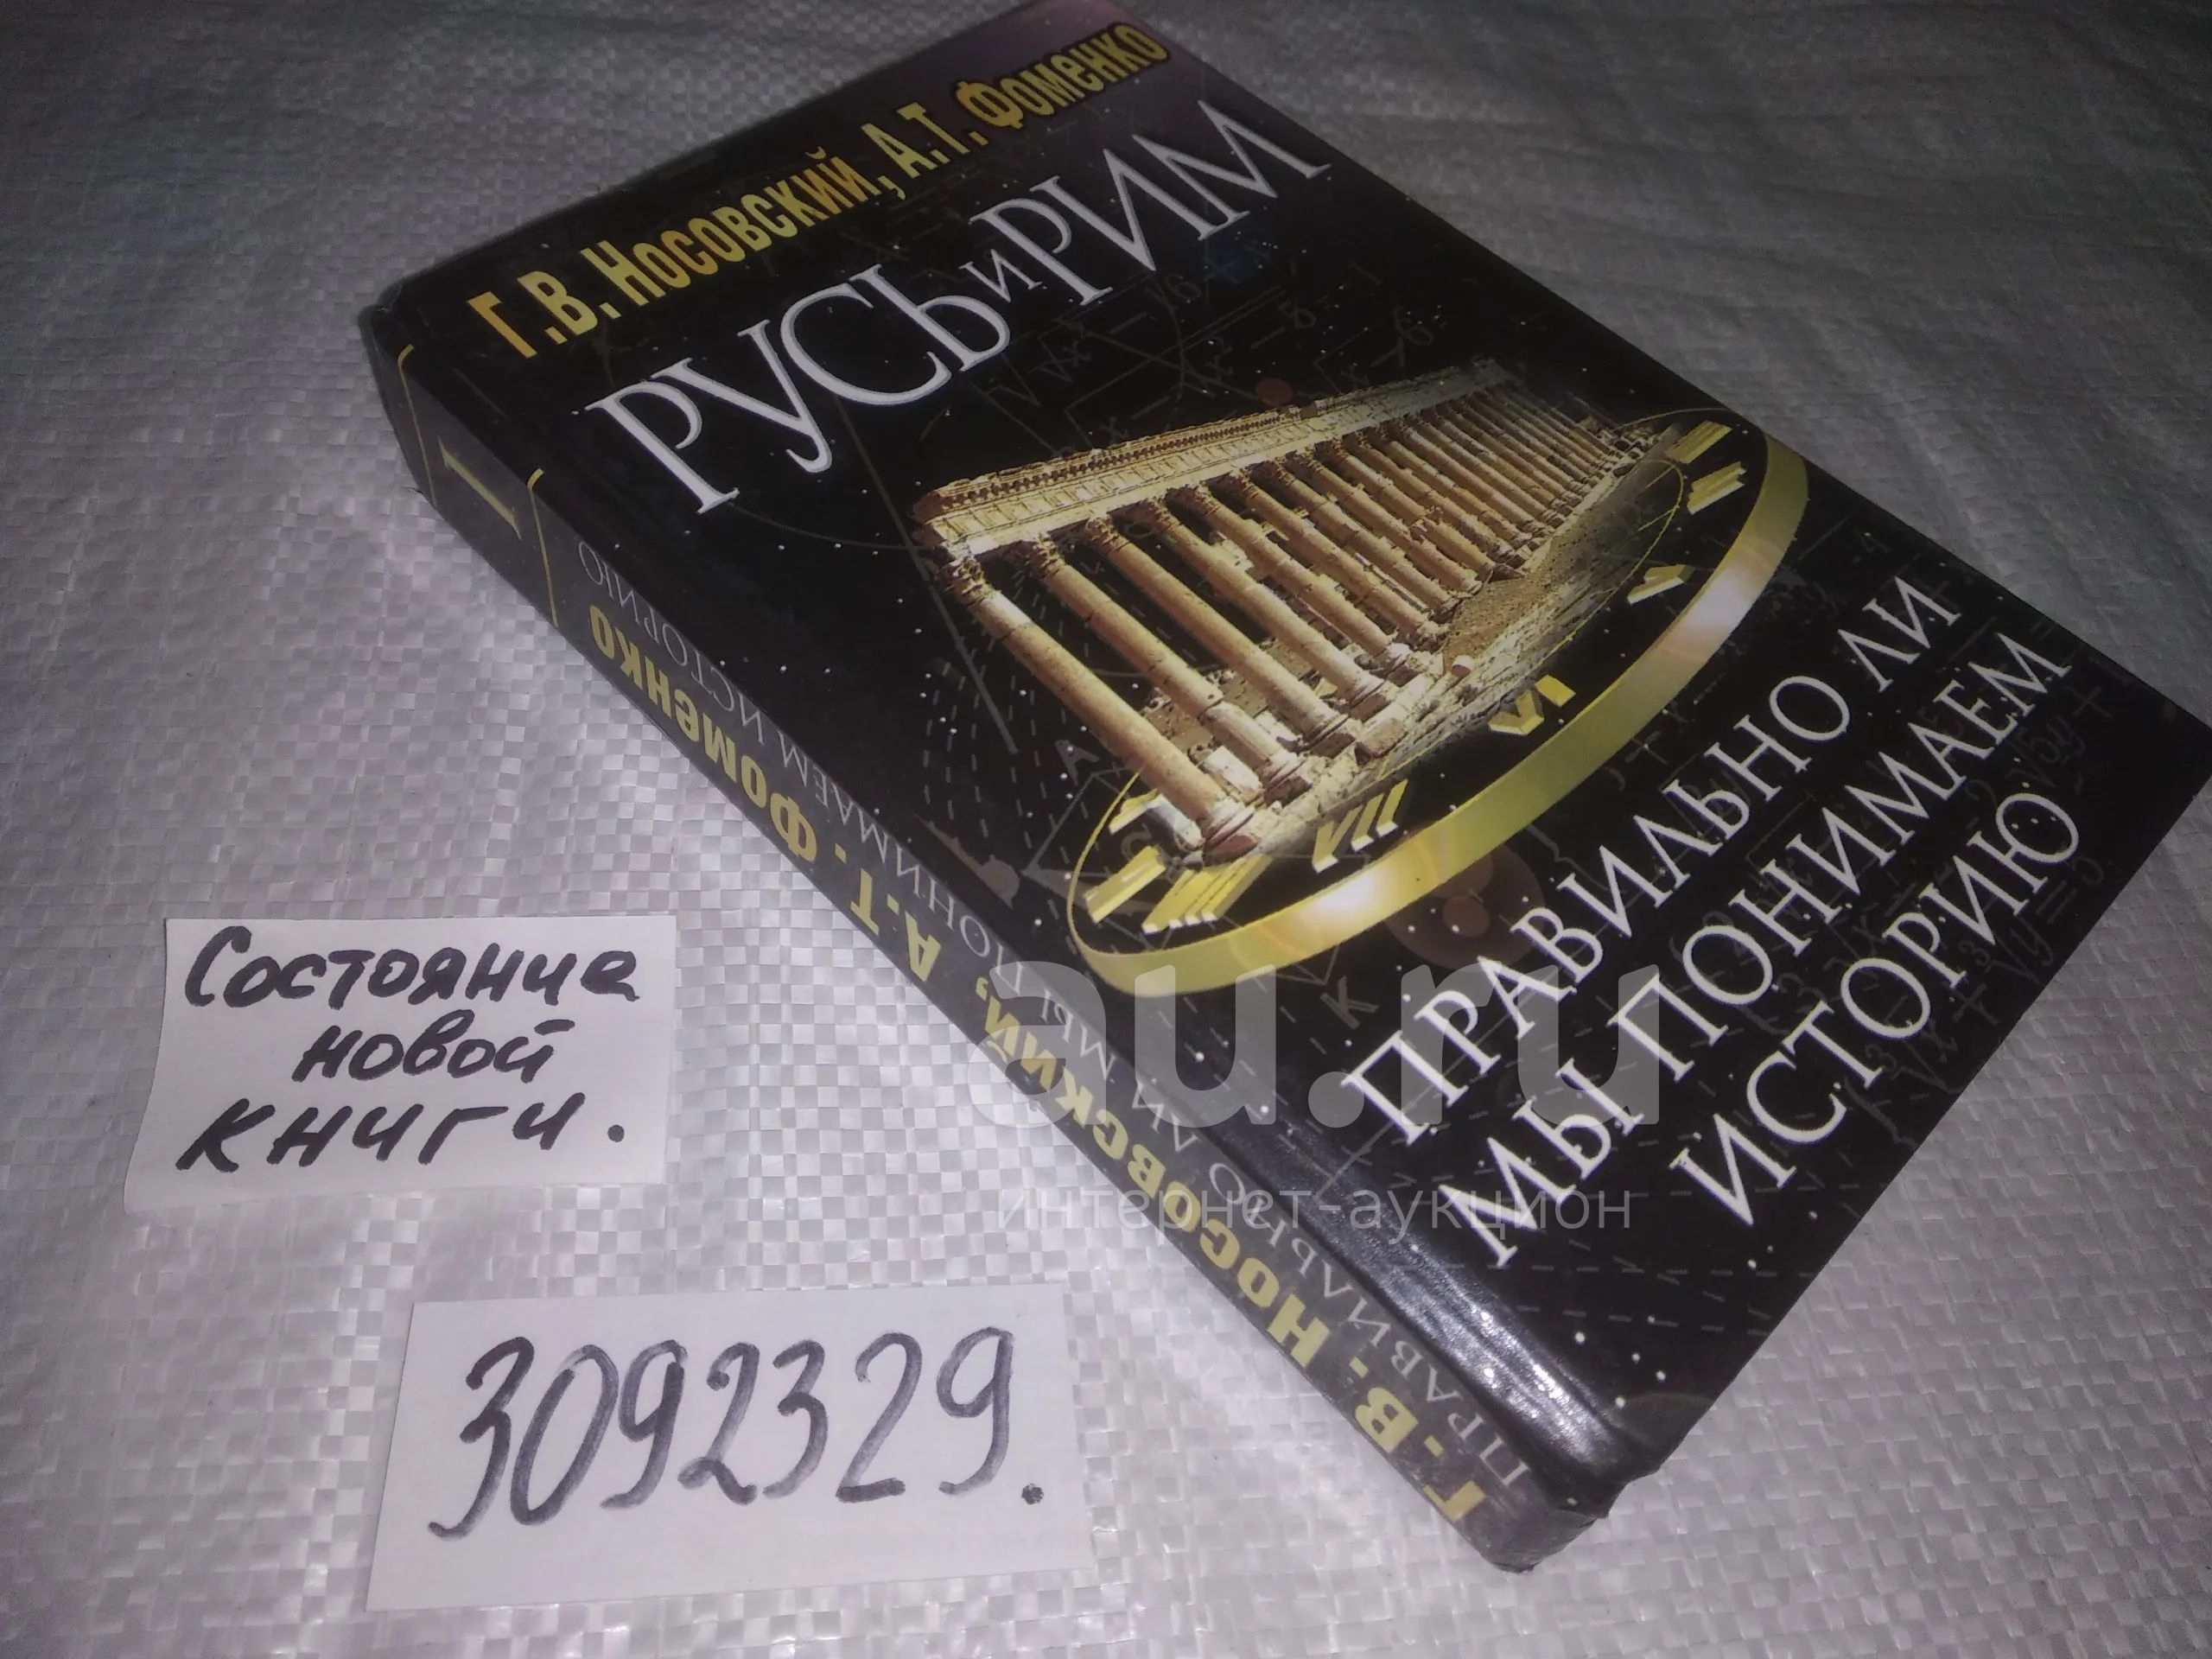 Г.В. Носовский, А.Т. Фоменко
РУСЬ и РИМ
ПРАВИЛЬНО ЛИ
МЫ ПОНИМАЕМ
ИСТОРИЮ
1
Г. В. Носовский, А. Т. Фоменко
ПРАВИЛЬНО ЛИ МЫ ПОНИМАЕМ ИСТОРИЮ
Состояние
новой
книги.
3092329.
au.ru
интернет-аукцион